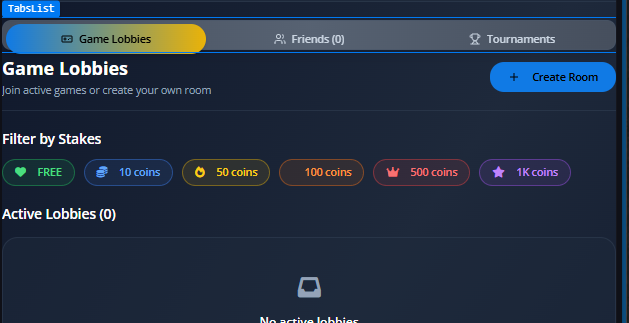 TabsList
Game Lobbies
Friends (0)
Tournaments
Game Lobbies
Join active games or create your own room
+ Create Room
Filter by Stakes
FREE
10 coins
50 coins
100 coins
500 coins
1K coins
Active Lobbies (0)
No active lobbies